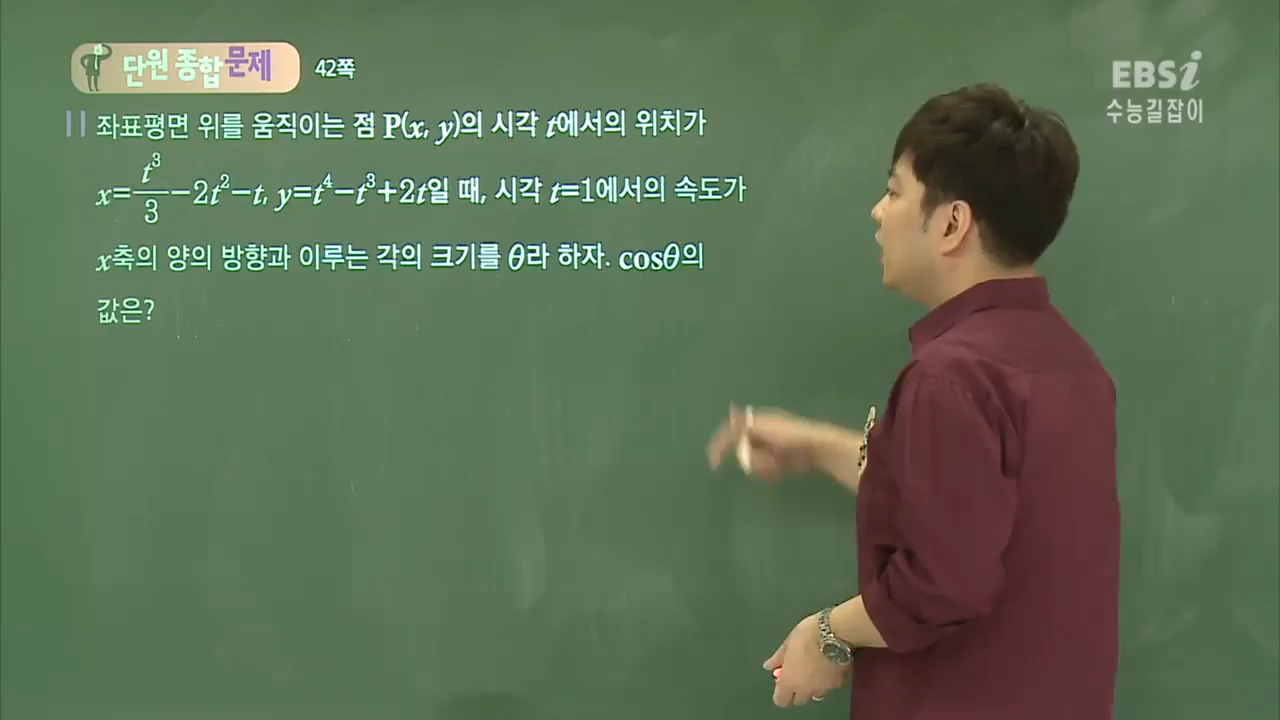 단원 종합 문제 42쪽
EBSi
수능길잡이
11 좌표평면 위를 움직이는 점 P(x, y)의 시각 t에서의 위치가
x=t³/3-2t²-t, y=t⁴-t³+2t일 때, 시각 t=1에서의 속도가
x축의 양의 방향과 이루는 각의 크기를 θ라 하자. cosθ의
값은?